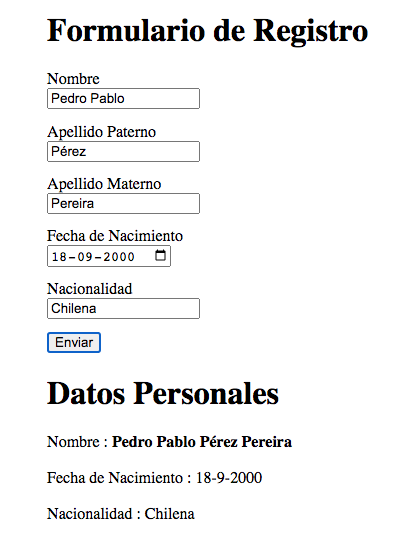 Formulario de Registro
Nombre
Pedro Pablo
Apellido Paterno
Pérez
Apellido Materno
Pereira
Fecha de Nacimiento
18-09-2000
Nacionalidad
Chilena
Enviar
Datos Personales
Nombre : Pedro Pablo Pérez Pereira
Fecha de Nacimiento : 18-9-2000
Nacionalidad : Chilena